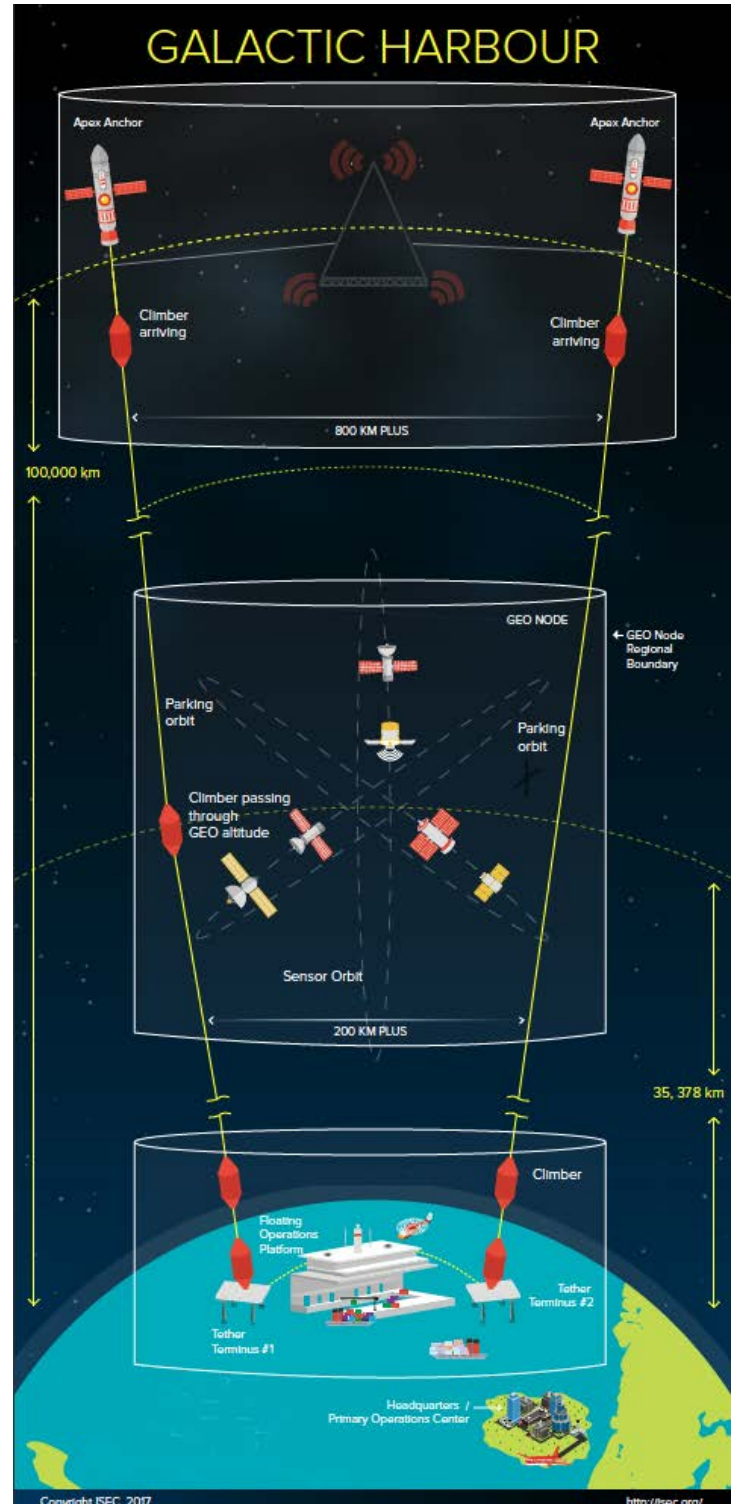 GALACTIC HARBOUR
Apex Anchor
Apex Anchor
Climber
arriving
Climber
arriving
800 KM PLUS
100,000 km
GEO NODE
← GEO Node
Regional
Boundary
Parking
orbit
Parking
orbit
Climber passing
through
GEO altitude
Sensor Orbit
200 KM PLUS
35, 378 km
Climber
Floating
Operations
Platform
Tether
Terminus #1
Tether
Terminus #2
Headquarters /
Primary Operations Center
Copyright ISEC, 2017
http://isec.org/